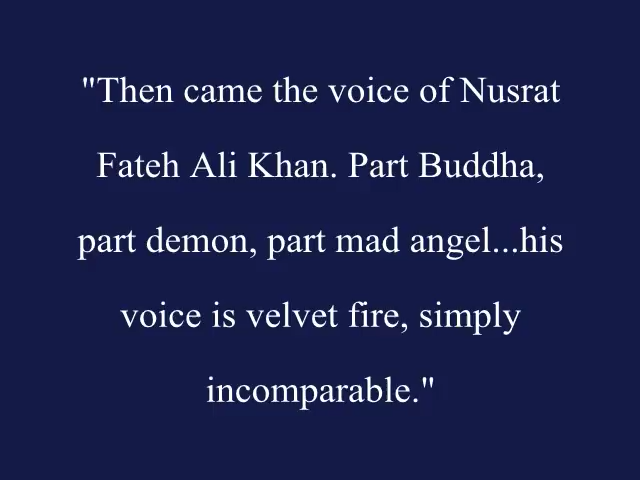 "Then came the voice of Nusrat
Fateh Ali Khan. Part Buddha,
part demon, part mad angel...his
voice is velvet fire, simply
incomparable."